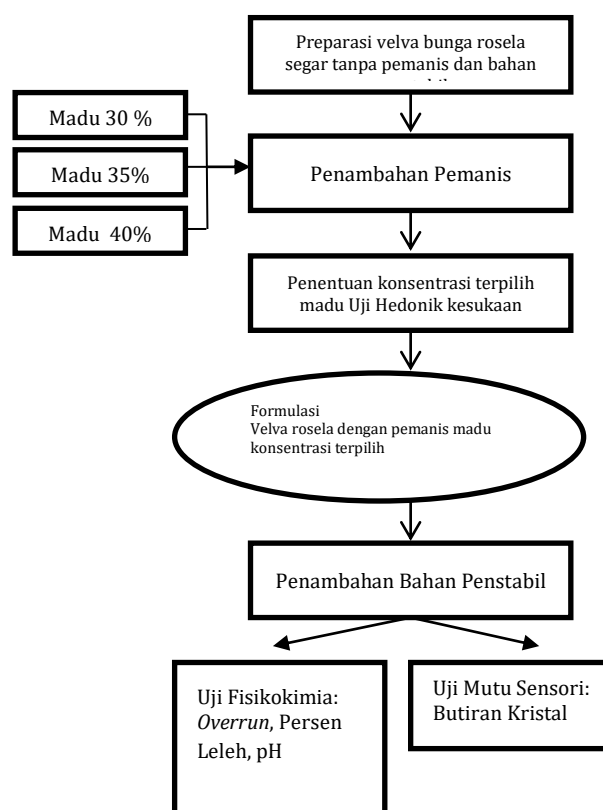 Preparasi velva bunga rosela
segar tanpa pemanis dan bahan
Madu 30 %
Madu 35%
Madu 40%
Penambahan Pemanis
Penentuan konsentrasi terpilih
madu Uji Hedonik kesukaan
Formulasi
Velva rosela dengan pemanis madu
konsentrasi terpilih
Penambahan Bahan Penstabil
Uji Fisikokimia:
Overrun, Persen
Leleh, pH
Uji Mutu Sensori:
Butiran Kristal